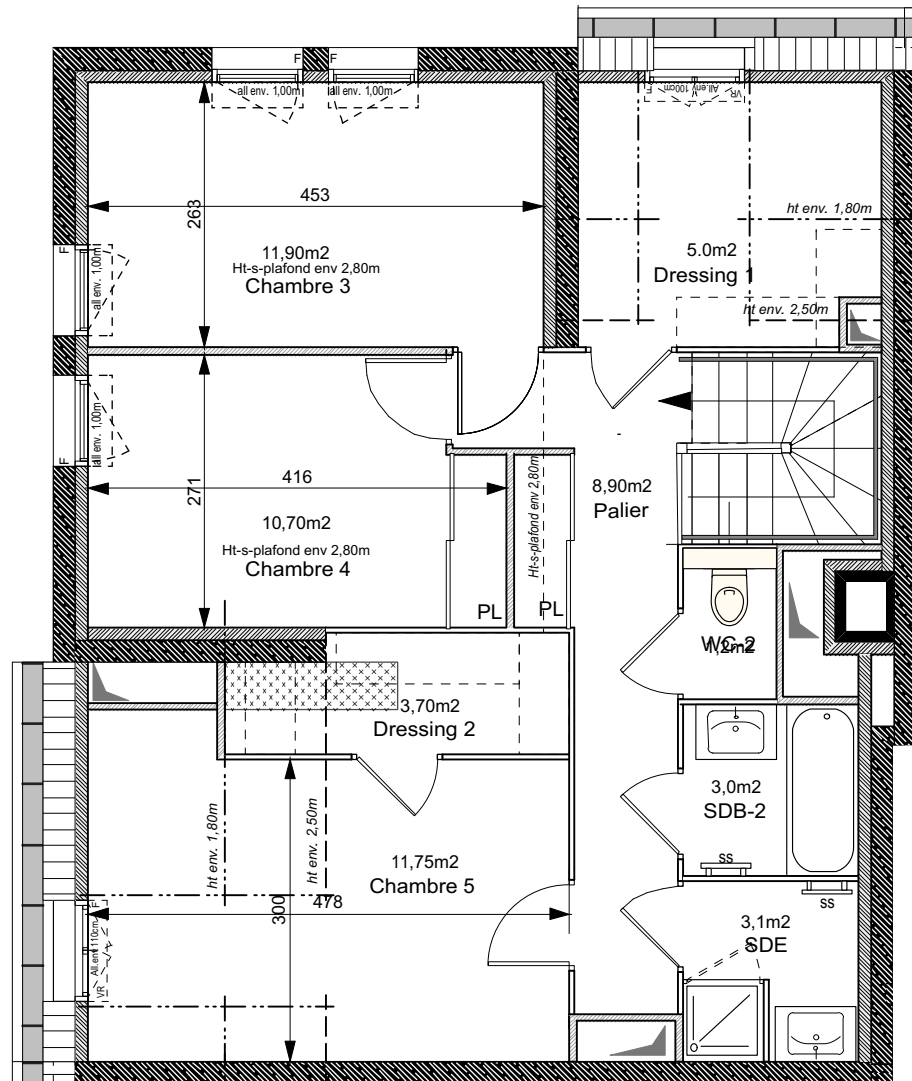 F
F
all env. 1,00m
all env. 1,00m
F
All.env 100cm
VR
453
263
ht env. 1,80m
11,90m2
Ht-s-plafond env 2,80m
Chambre 3
5.0m2
Dressing 1
F
all env. 1,00m
ht env. 2,50m
all env. 1,00m
F
271
416
Ht-s-plafond env 2,80m
8,90m2
Palier
10,70m2
Ht-s-plafond env 2,80m
Chambre 4
PL
PL
WC-2
1,2m2
3,70m2
Dressing 2
3,0m2
SDB-2
ht env. 1,80m
ht env. 2,50m
11,75m2
Chambre 5
ss
ss
300
478
F
All.env 110cm
VR
3,1m2
SDE